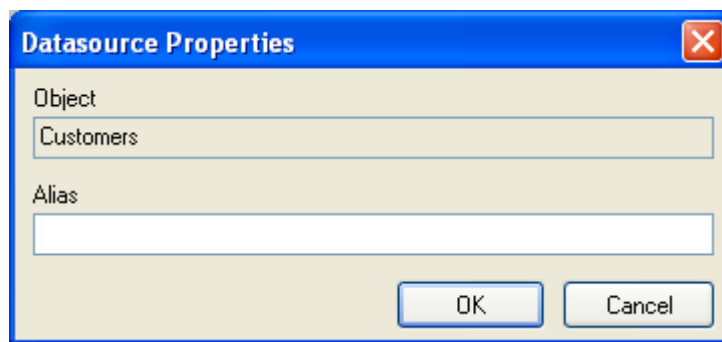 Datasource Properties
Object
Customers
Alias
OK Cancel